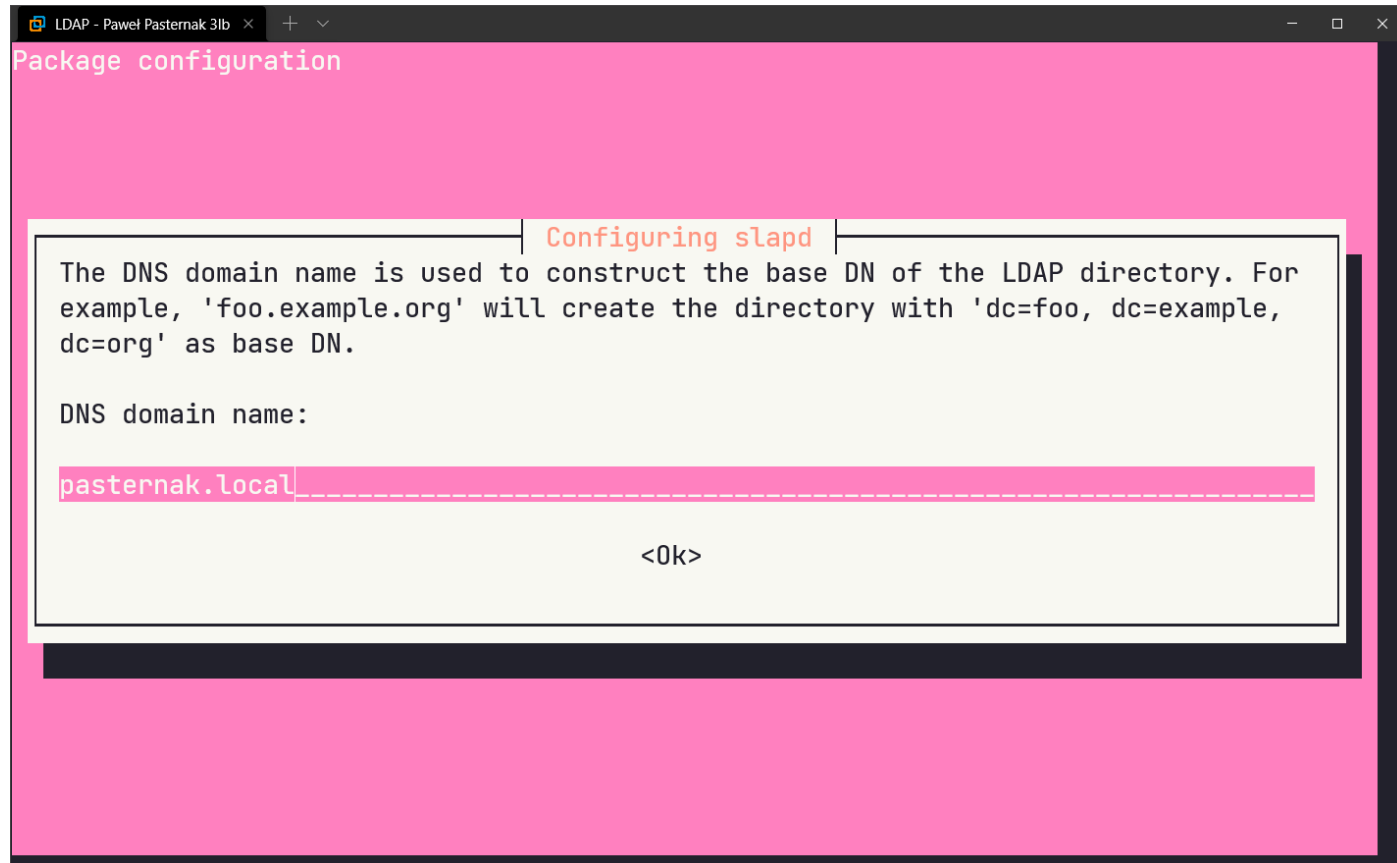 LDAP - Paweł Pasternak 3lb
Package configuration
Configuring slapd
The DNS domain name is used to construct the base DN of the LDAP directory. For
example, 'foo.example.org' will create the directory with 'dc=foo, dc=example,
dc=org' as base DN.
DNS domain name:
pasternak.local_________________________________________________________________
<Ok>